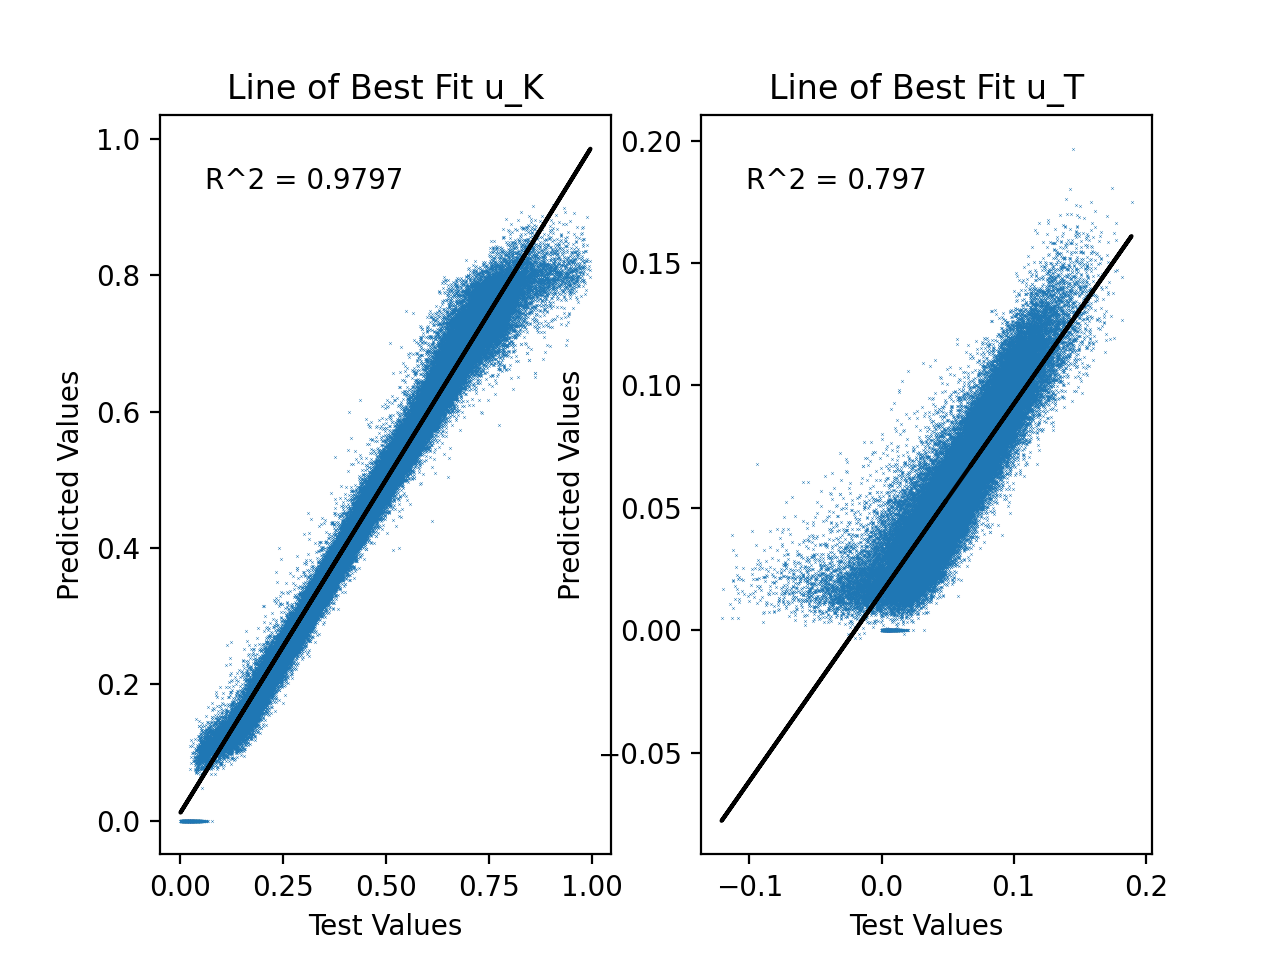 Line of Best Fit u_K
R^2 = 0.9797
1.0
0.8
0.6
0.4
0.2
0.0
Predicted Values
0.00 0.25 0.50 0.75 1.00
Test Values
Line of Best Fit u_T
R^2 = 0.797
0.20
0.15
0.10
0.05
0.00
−0.05
Predicted Values
−0.1 0.0 0.1 0.2
Test Values